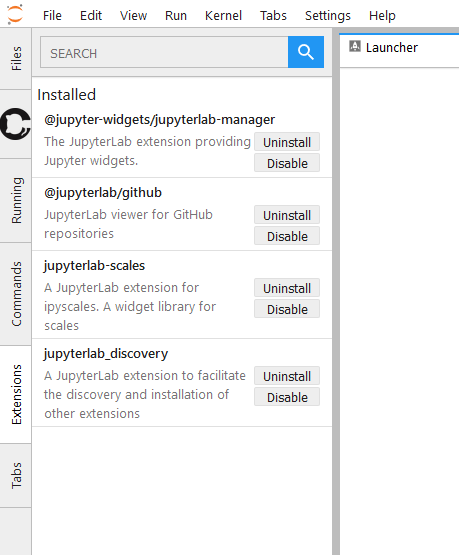 File Edit View Run Kernel Tabs Settings Help
Files
Running
Commands
Extensions
Tabs
SEARCH
Installed
@jupyter-widgets/jupyterlab-manager
The JupyterLab extension providing
Jupyter widgets.
Uninstall
Disable
@jupyterlab/github
JupyterLab viewer for GitHub
repositories
Uninstall
Disable
jupyterlab-scales
A JupyterLab extension for
ipyscales. A widget library for
scales
Uninstall
Disable
jupyterlab_discovery
A JupyterLab extension to facilitate
the discovery and installation of
other extensions
Uninstall
Disable
Launcher